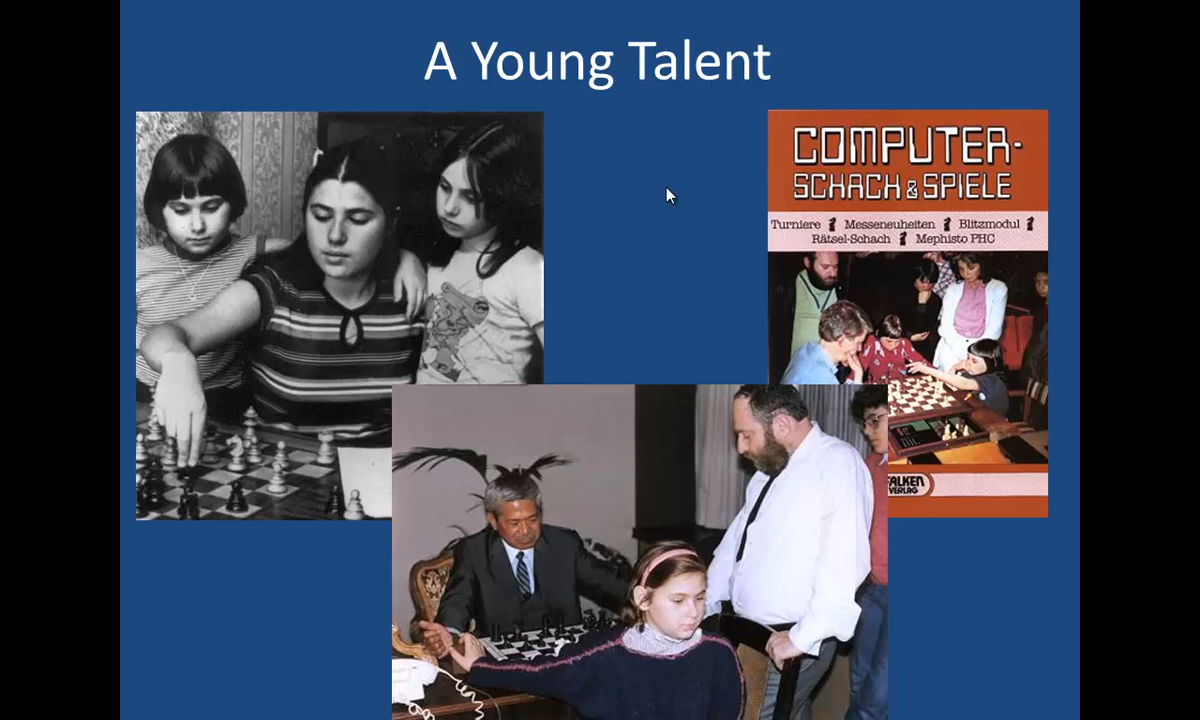 A Young Talent
COMPUTER-
SCHACH & SPIELE
Turniere Messeneuheiten Blitzmodul
Rätsel-Schach Mephisto PHC
FALKEN
VERLAG